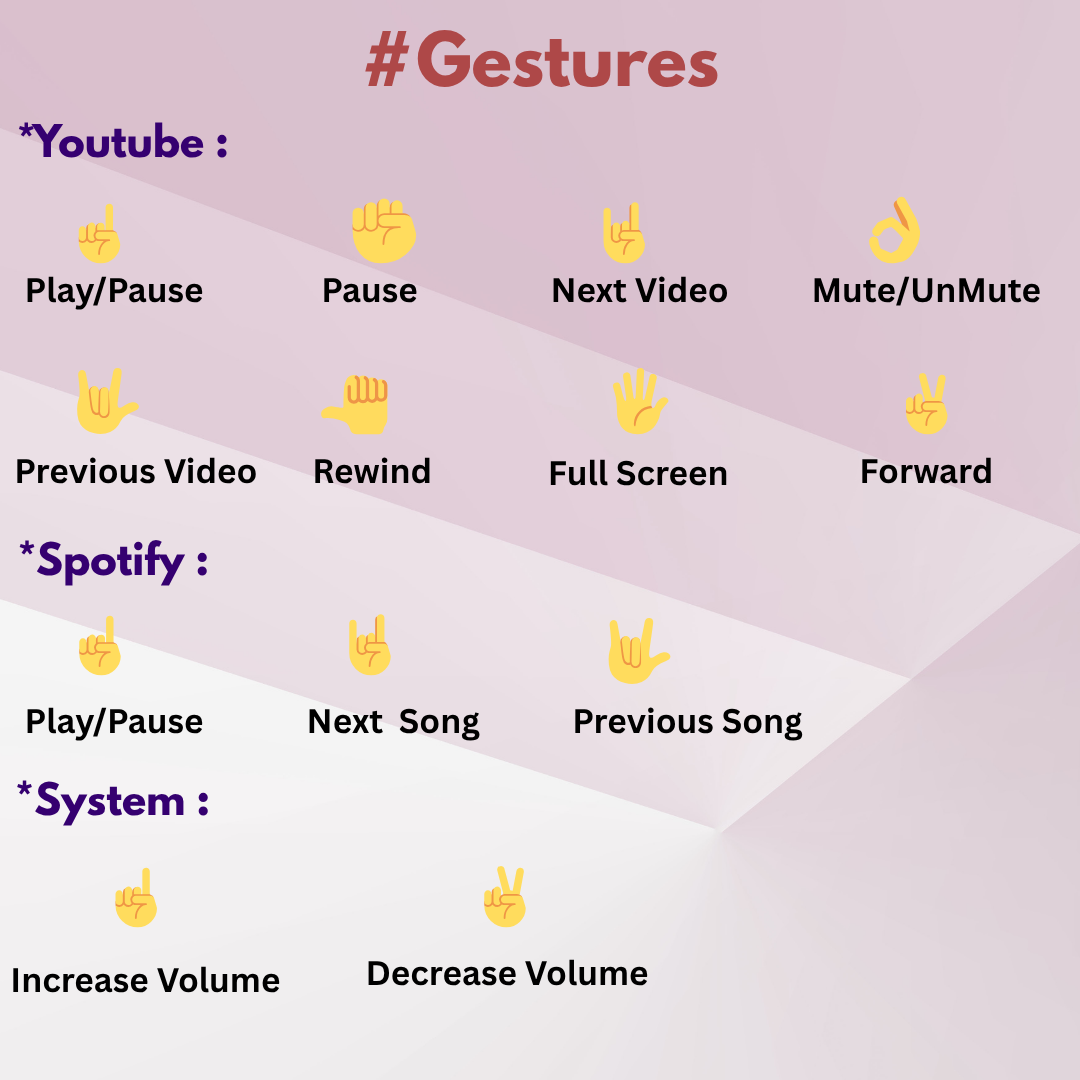 #Gestures
*Youtube :
Play/Pause Pause Next Video Mute/UnMute
Previous Video Rewind Full Screen Forward
*Spotify :
Play/Pause Next Song Previous Song
*System :
Increase Volume Decrease Volume